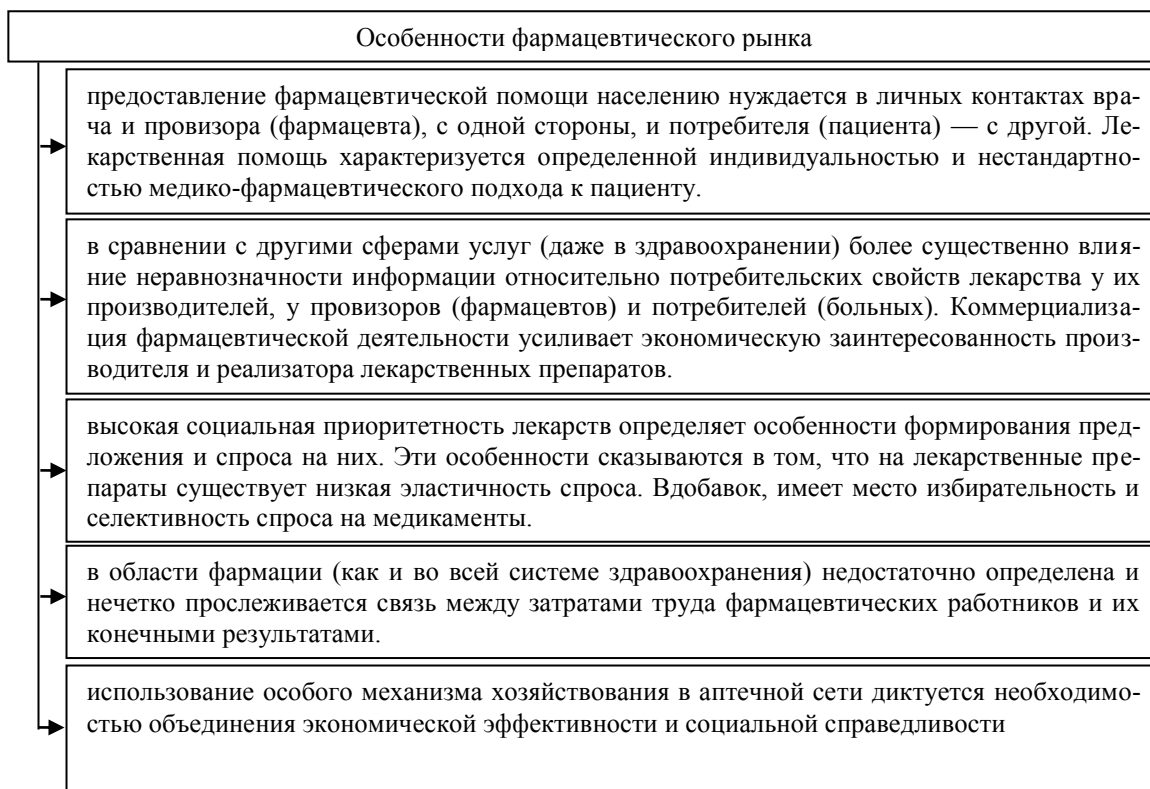 Особенности фармацевтического рынка
предоставление фармацевтической помощи населению нуждается в личных контактах вра-
ча и провизора (фармацевта), с одной стороны, и потребителя (пациента) — с другой. Ле-
карственная помощь характеризуется определенной индивидуальностью и нестандартно-
стью медико-фармацевтического подхода к пациенту.
в сравнении с другими сферами услуг (даже в здравоохранении) более существенно влия-
ние неравнозначности информации относительно потребительских свойств лекарства у их
производителей, у провизоров (фармацевтов) и потребителей (больных). Коммерциализа-
ция фармацевтической деятельности усиливает экономическую заинтересованность произ-
водителя и реализатора лекарственных препаратов.
высокая социальная приоритетность лекарств определяет особенности формирования пред-
ложения и спроса на них. Эти особенности сказываются в том, что на лекарственные пре-
параты существует низкая эластичность спроса. Вдобавок, имеет место избирательность и
селективность спроса на медикаменты.
в области фармации (как и во всей системе здравоохранения) недостаточно определена и
нечетко прослеживается связь между затратами труда фармацевтических работников и их
конечными результатами.
использование особого механизма хозяйствования в аптечной сети диктуется необходимо-
стью объединения экономической эффективности и социальной справедливости